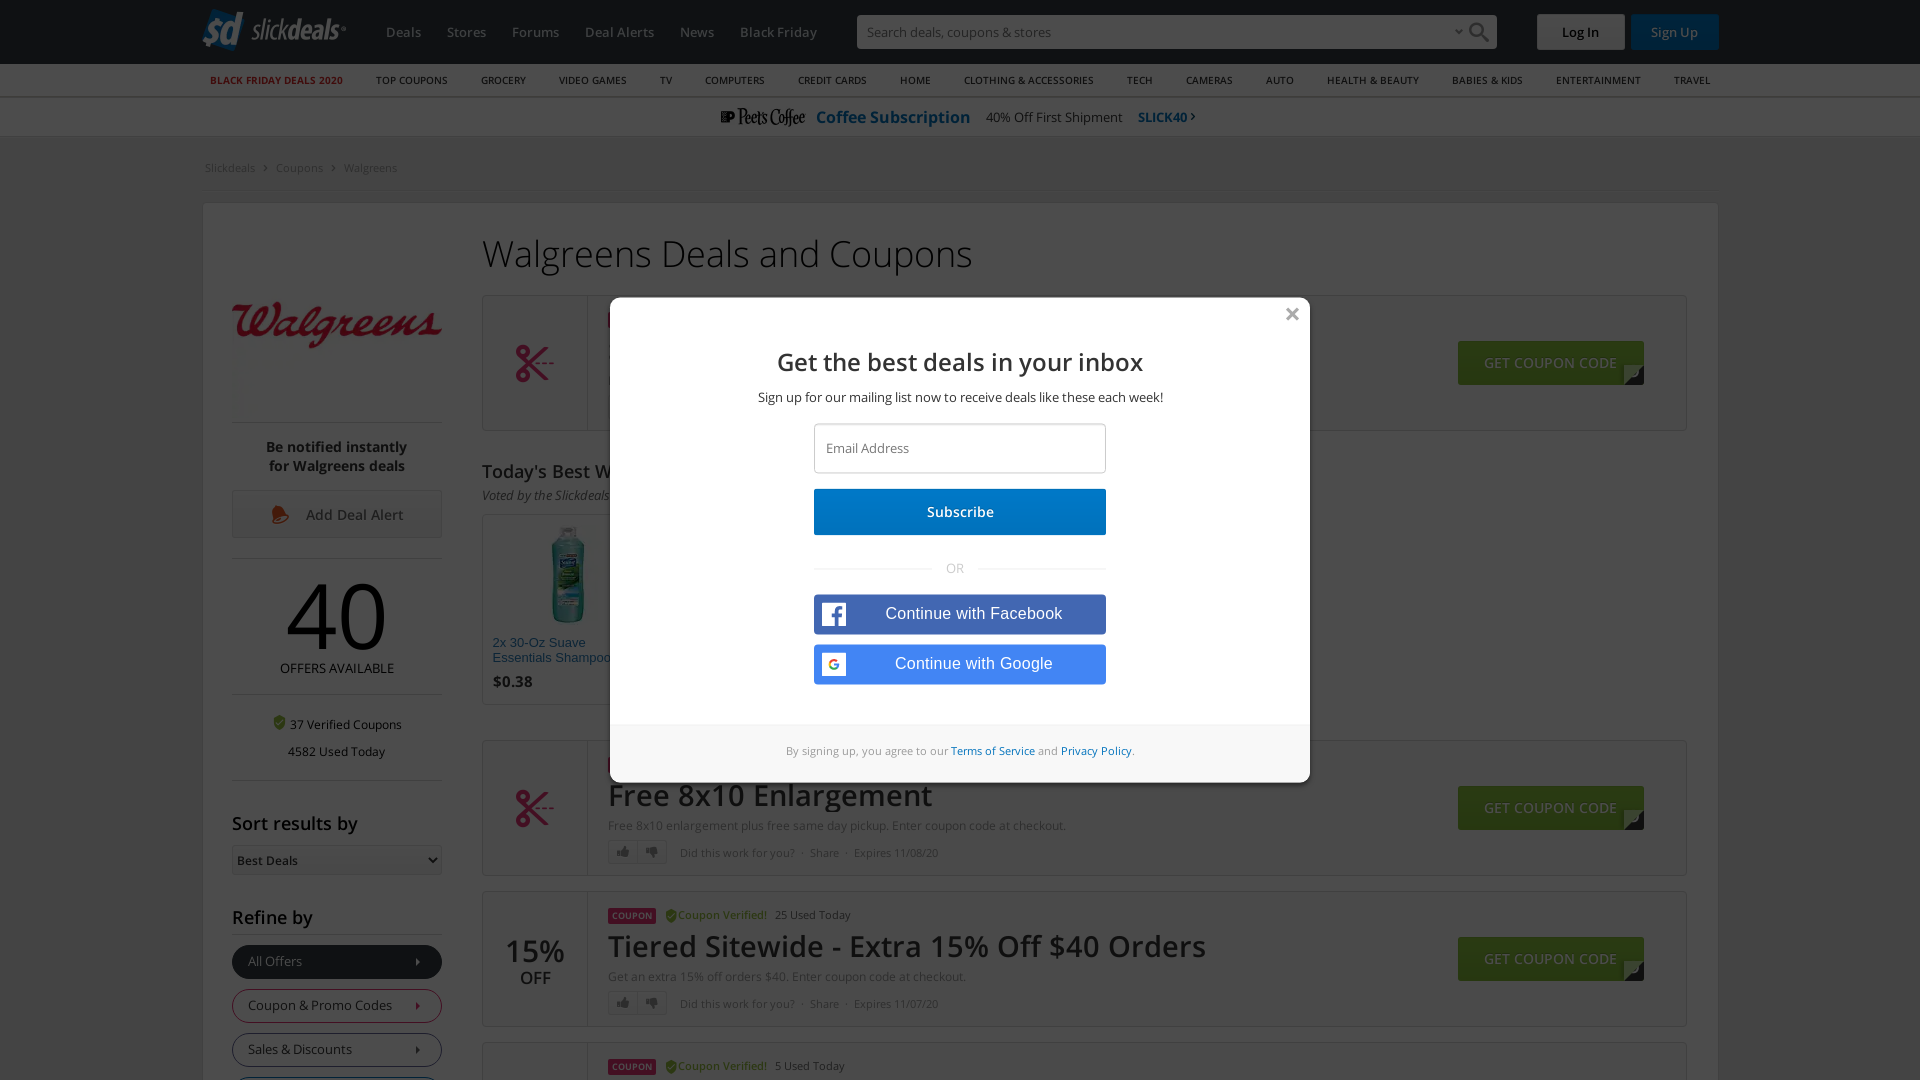 sd slickdeals
Deals
Stores
Forums
Deal Alerts
News
Black Friday
Search deals, coupons & stores
Log In
Sign Up
BLACK FRIDAY DEALS 2020
TOP COUPONS
GROCERY
VIDEO GAMES
TV
COMPUTERS
CREDIT CARDS
HOME
CLOTHING & ACCESSORIES
TECH
CAMERAS
AUTO
HEALTH & BEAUTY
BABIES & KIDS
ENTERTAINMENT
TRAVEL
Peet's Coffee Coffee Subscription 40% Off First Shipment SLICK40
Slickdeals
Coupons
Walgreens
Walgreens Deals and Coupons
Walgreens
Be notified instantly
for Walgreens deals
Add Deal Alert
40
OFFERS AVAILABLE
37 Verified Coupons
4582 Used Today
Sort results by
Best Deals
Refine by
All Offers
Coupon & Promo Codes
Sales & Discounts
GET COUPON CODE
Today's Best W
Voted by the Slickdeals
2x 30-Oz Suave
Essentials Shampoo
$0.38
Get the best deals in your inbox
Sign up for our mailing list now to receive deals like these each week!
Email Address
Subscribe
OR
Continue with Facebook
Continue with Google
By signing up, you agree to our Terms of Service and Privacy Policy.
Free 8x10 Enlargement
Free 8x10 enlargement plus free same day pickup. Enter coupon code at checkout.
Did this work for you? · Share · Expires 11/08/20
GET COUPON CODE
15%
OFF
COUPON Coupon Verified! 25 Used Today
Tiered Sitewide - Extra 15% Off $40 Orders
Get an extra 15% off orders $40. Enter coupon code at checkout.
Did this work for you? · Share · Expires 11/07/20
GET COUPON CODE
COUPON Coupon Verified! 5 Used Today